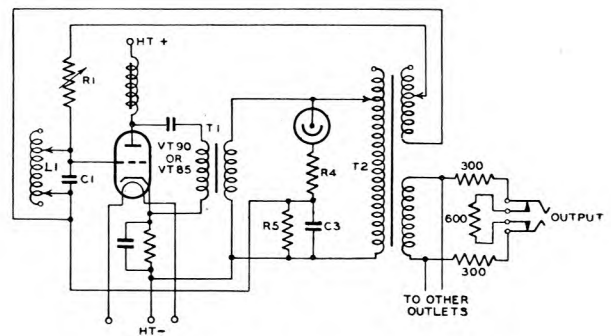 HT +
R1
T1
VT90
OR
VT85
L1
C1
R4
T2
R5
C3
300
600
OUTPUT
300
TO OTHER
OUTLETS
HT-